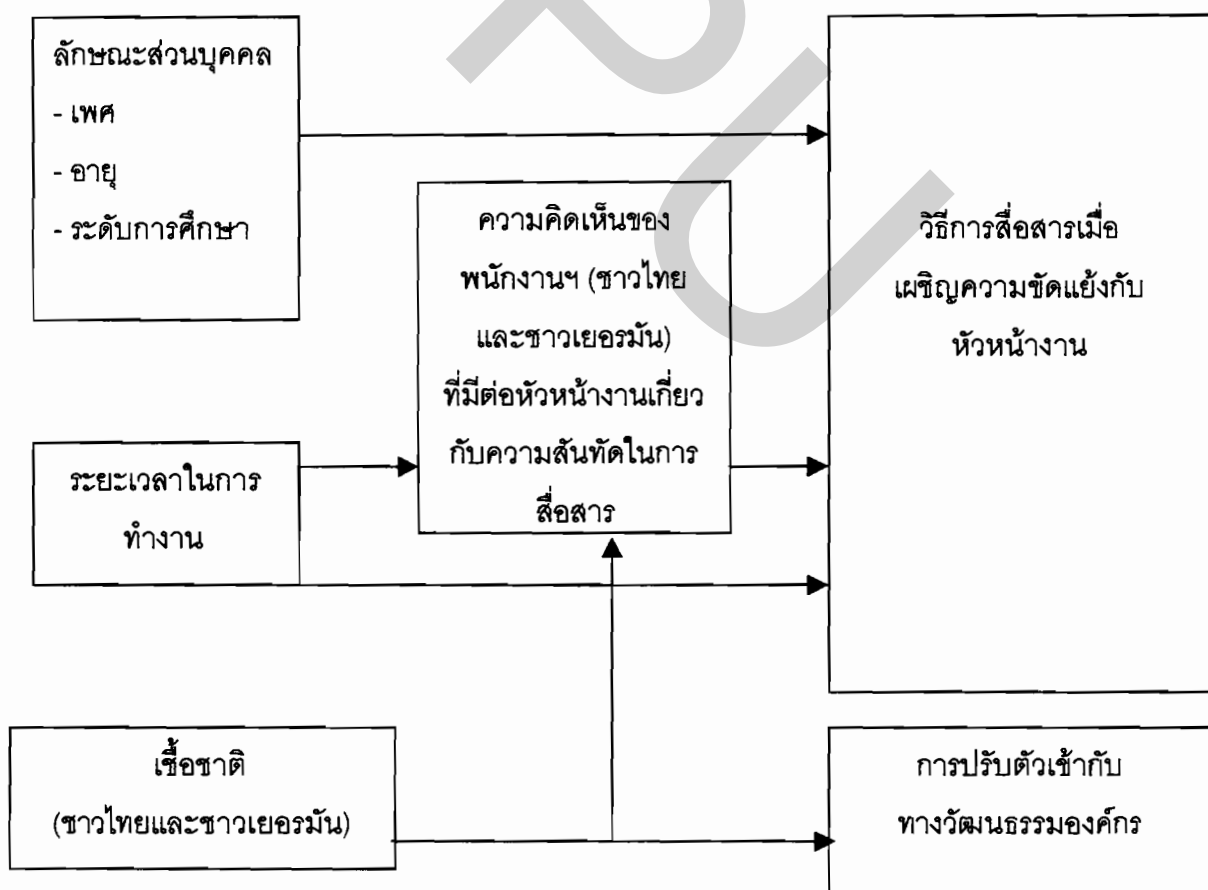 ลักษณะส่วนบุคคล
- เพศ
- อายุ
- ระดับการศึกษา
ความคิดเห็นของ
พนักงานฯ (ชาวไทย
และชาวเยอรมัน)
ที่มีต่อหัวหน้างานเกี่ยว
กับความสันทัดในการ
สื่อสาร
วิธีการสื่อสารเมื่อ
เผชิญความขัดแย้งกับ
หัวหน้างาน
ระยะเวลาในการ
ทำงาน
เชื้อชาติ
(ชาวไทยและชาวเยอรมัน)
การปรับตัวเข้ากับ
ทางวัฒนธรรมองค์กร